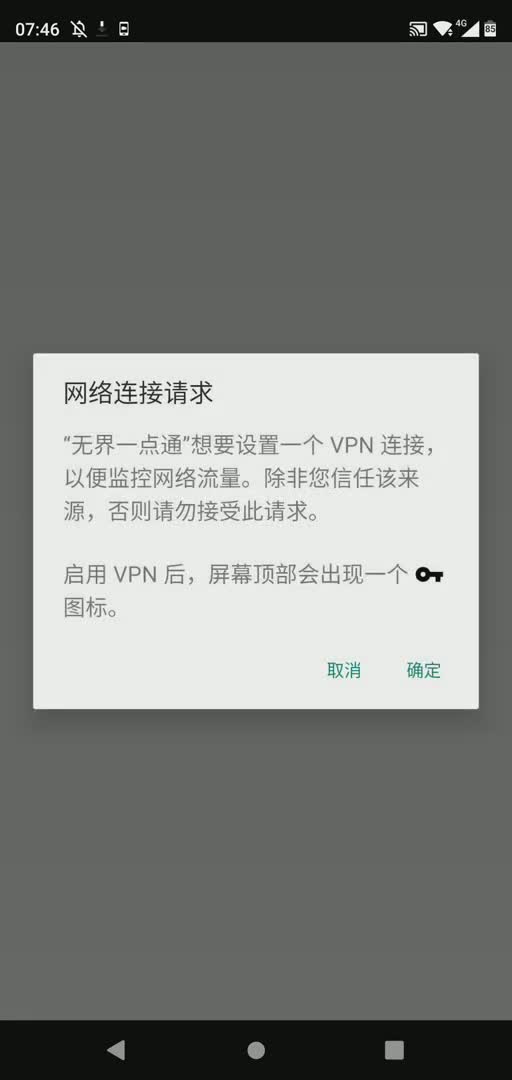 07:46
4G
85
网络连接请求
“无界一点通”想要设置一个 VPN 连接，
以便监控网络流量。除非您信任该来
源，否则请勿接受此请求。
启用 VPN 后，屏幕顶部会出现一个
图标。
取消 确定